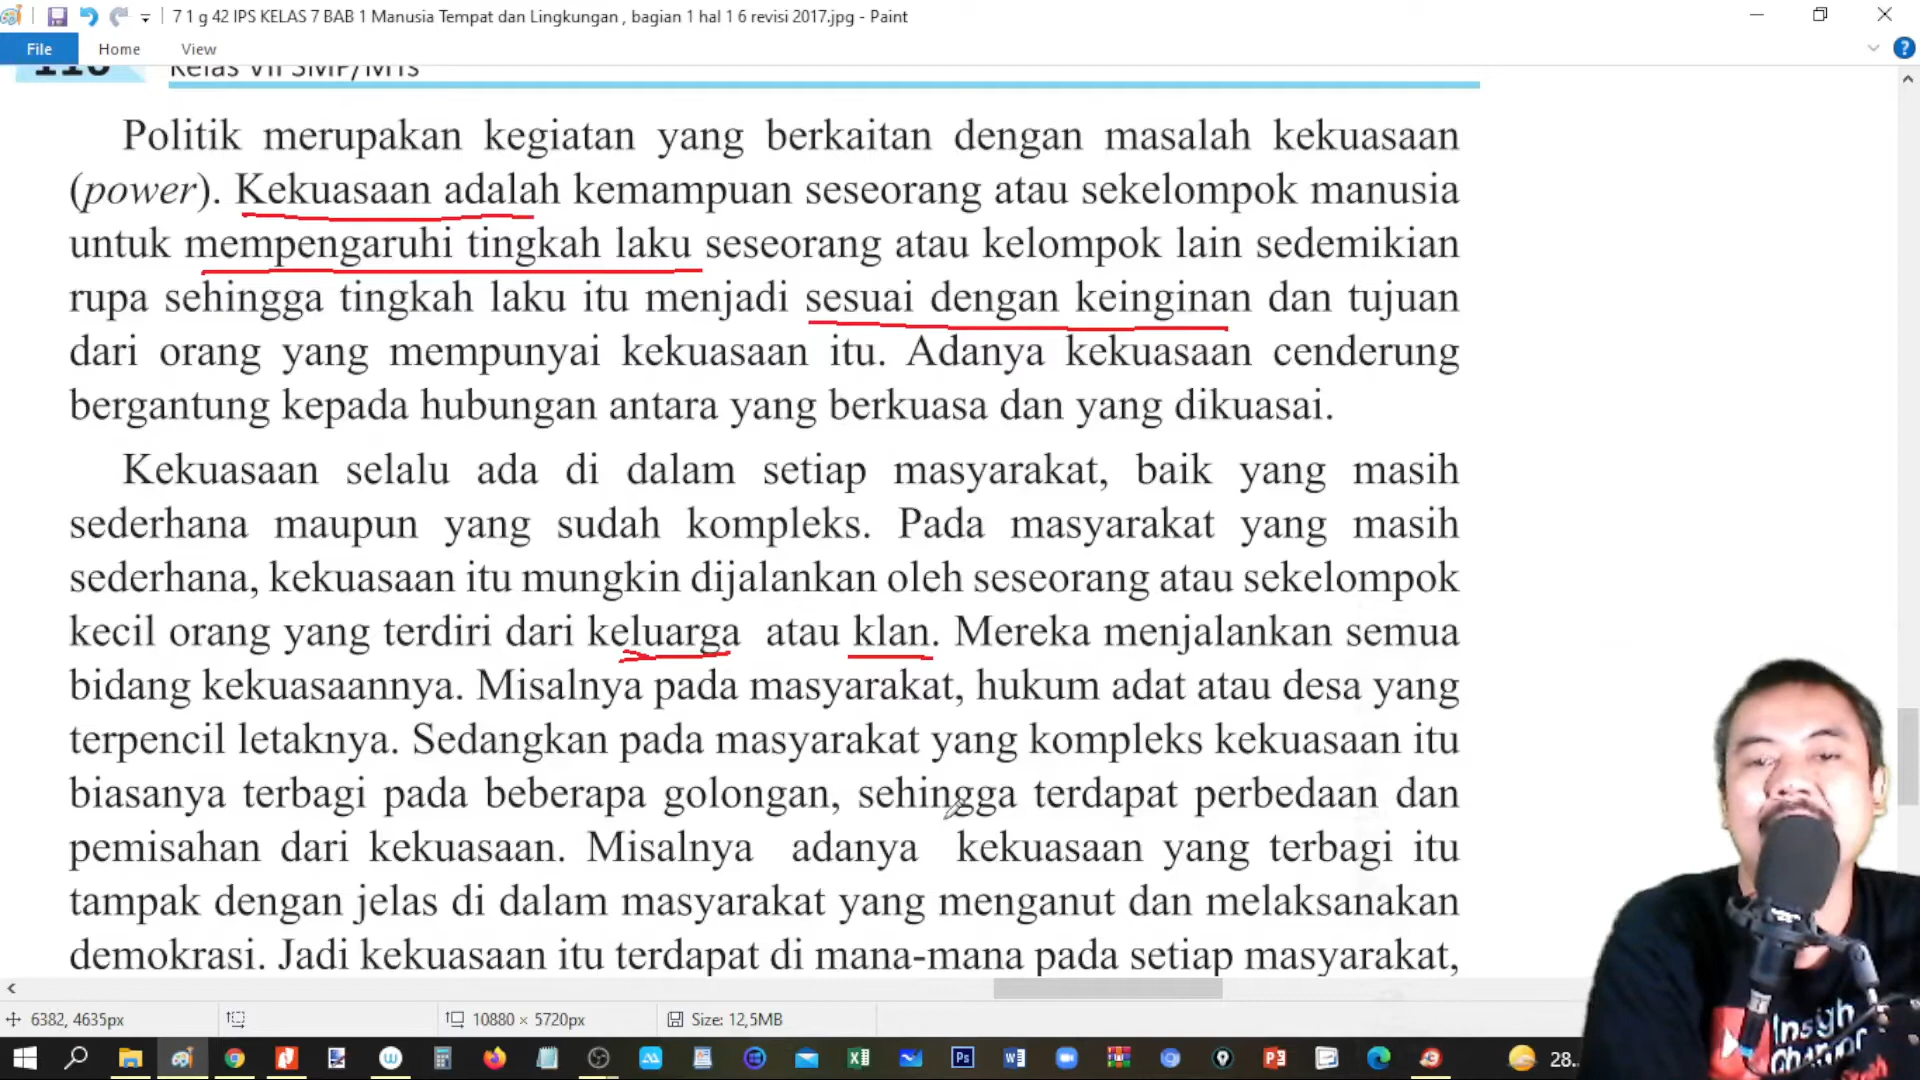 7 1 g 42 IPS KELAS 7 BAB 1 Manusia Tempat dan Lingkungan , bagian 1 hal 1 6 revisi 2017.jpg - Paint
File Home View
118 Kelas VII SMP/MTs
Politik merupakan kegiatan yang berkaitan dengan masalah kekuasaan
(power). Kekuasaan adalah kemampuan seseorang atau sekelompok manusia
untuk mempengaruhi tingkah laku seseorang atau kelompok lain sedemikian
rupa sehingga tingkah laku itu menjadi sesuai dengan keinginan dan tujuan
dari orang yang mempunyai kekuasaan itu. Adanya kekuasaan cenderung
bergantung kepada hubungan antara yang berkuasa dan yang dikuasai.
Kekuasaan selalu ada di dalam setiap masyarakat, baik yang masih
sederhana maupun yang sudah kompleks. Pada masyarakat yang masih
sederhana, kekuasaan itu mungkin dijalankan oleh seseorang atau sekelompok
kecil orang yang terdiri dari keluarga atau klan. Mereka menjalankan semua
bidang kekuasaannya. Misalnya pada masyarakat, hukum adat atau desa yang
terpencil letaknya. Sedangkan pada masyarakat yang kompleks kekuasaan itu
biasanya terbagi pada beberapa golongan, sehingga terdapat perbedaan dan
pemisahan dari kekuasaan. Misalnya adanya kekuasaan yang terbagi itu
tampak dengan jelas di dalam masyarakat yang menganut dan melaksanakan
demokrasi. Jadi kekuasaan itu terdapat di mana-mana pada setiap masyarakat,
6382, 4635px 10880 × 5720px Size: 12,5MB
28...